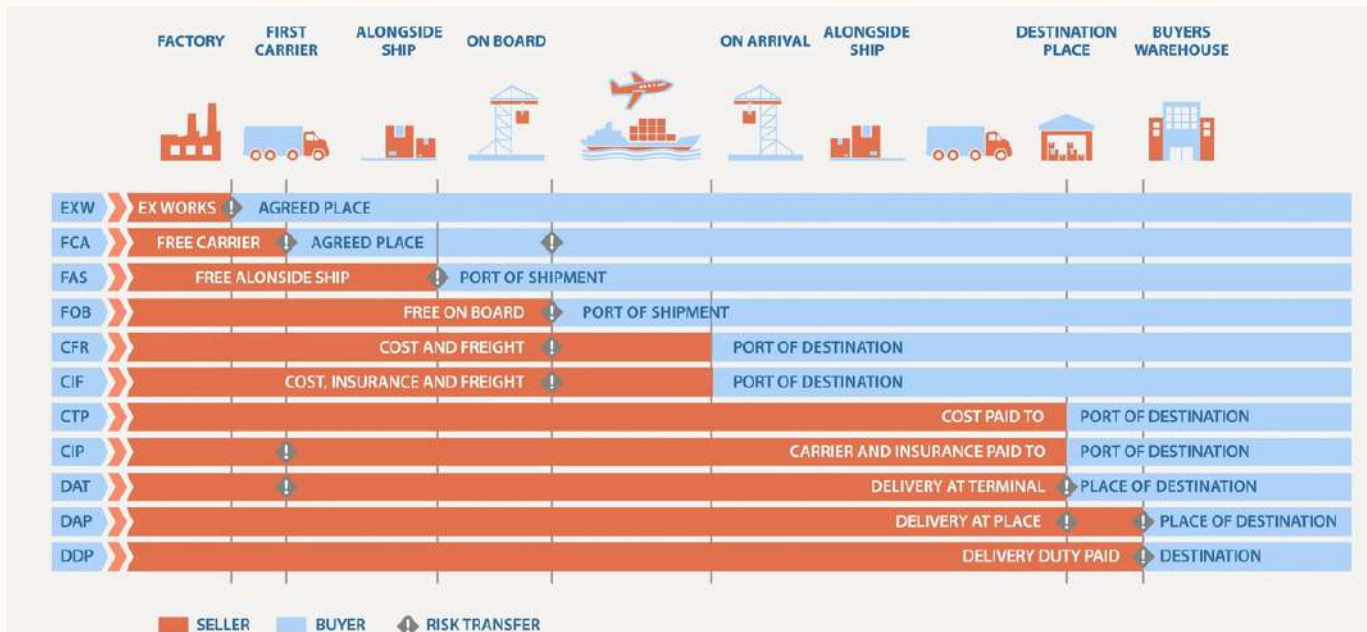 FACTORY
FIRST CARRIER
ALONGSIDE SHIP
ON BOARD
ON ARRIVAL
ALONGSIDE SHIP
DESTINATION PLACE
BUYERS WAREHOUSE
EXW EX WORKS ! AGREED PLACE
FCA FREE CARRIER ! AGREED PLACE !
FAS FREE ALONSIDE SHIP ! PORT OF SHIPMENT
FOB FREE ON BOARD ! PORT OF SHIPMENT
CFR COST AND FREIGHT ! PORT OF DESTINATION
CIF COST, INSURANCE AND FREIGHT ! PORT OF DESTINATION
CTP COST PAID TO PORT OF DESTINATION
CIP ! CARRIER AND INSURANCE PAID TO PORT OF DESTINATION
DAT ! DELIVERY AT TERMINAL ! PLACE OF DESTINATION
DAP DELIVERY AT PLACE ! ! PLACE OF DESTINATION
DDP DELIVERY DUTY PAID ! DESTINATION
SELLER BUYER ! RISK TRANSFER